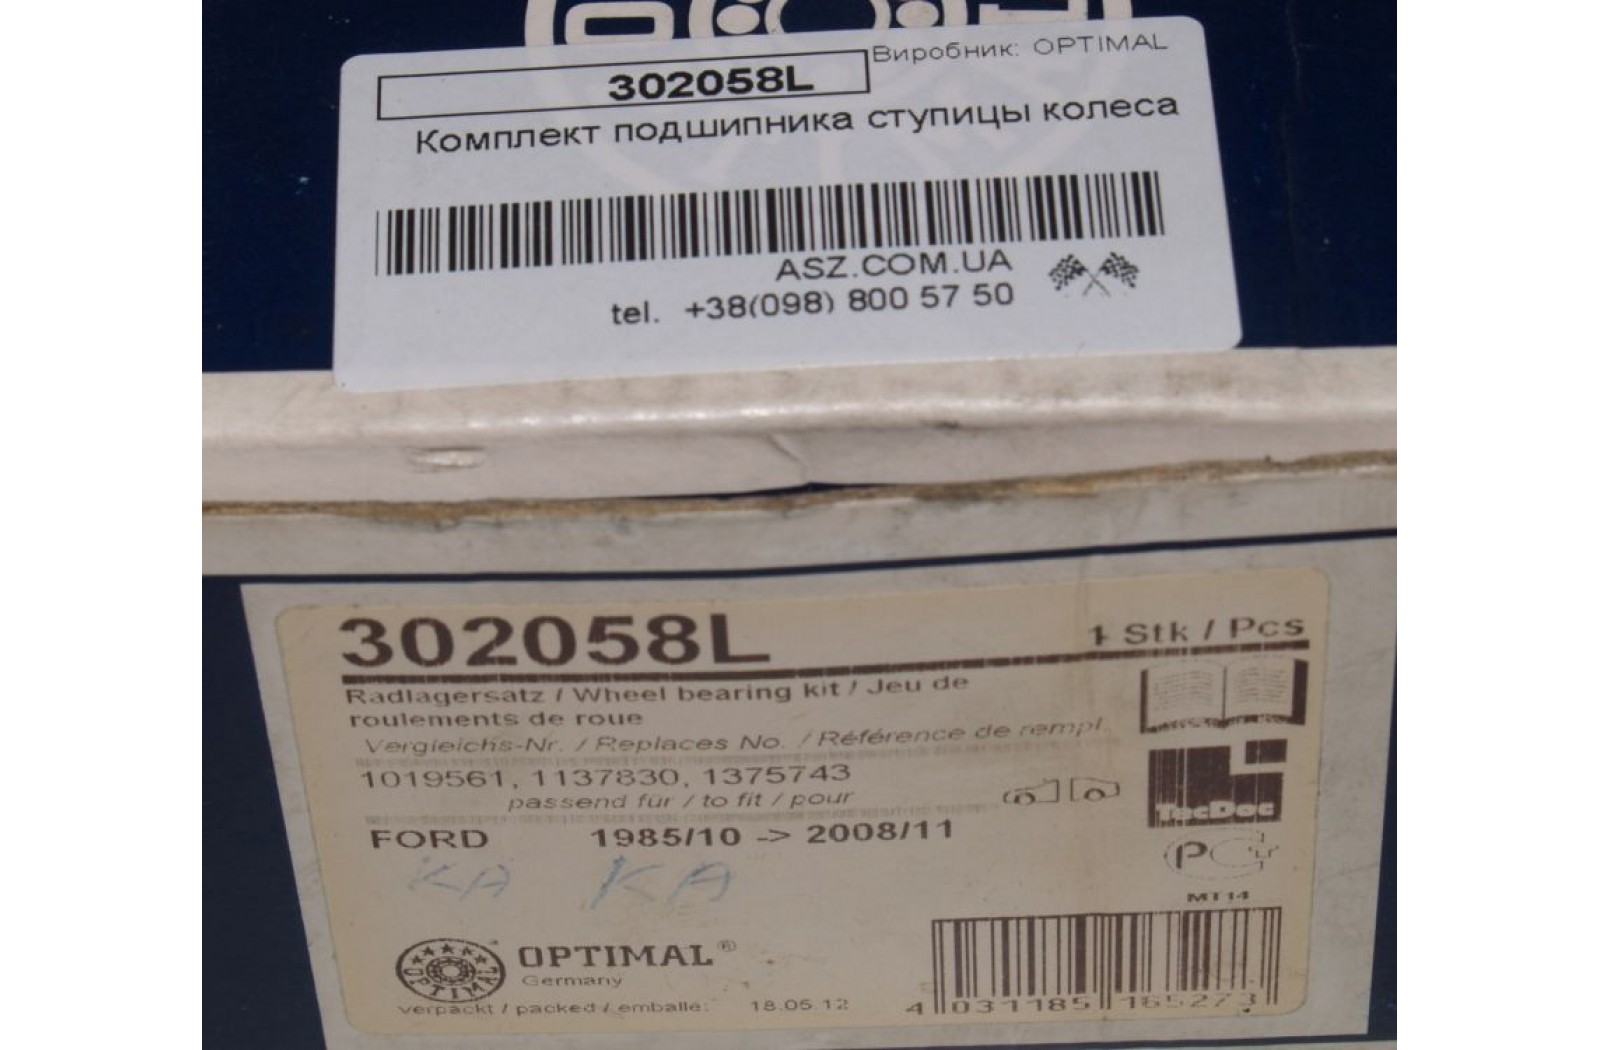 302058L
Виробник: OPTIMAL
Комплект подшипника ступицы колеса
ASZ.COM.UA
tel. +38(098) 800 57 50
302058L
1 Stk / Pcs
Radlagersatz / Wheel bearing kit / Jeu de
roulements de roue
Vergleichs-Nr. / Replaces No. / Référence de rempl.
1019561, 1137830, 1375743
passend für / to fit / pour
TecDoc
FORD 1985/10 -> 2008/11
KA KA
MT14
OPTIMAL
OPTIMAL®
Germany
verpackt / packed / emballé: 18.05.12
4 031185 165273